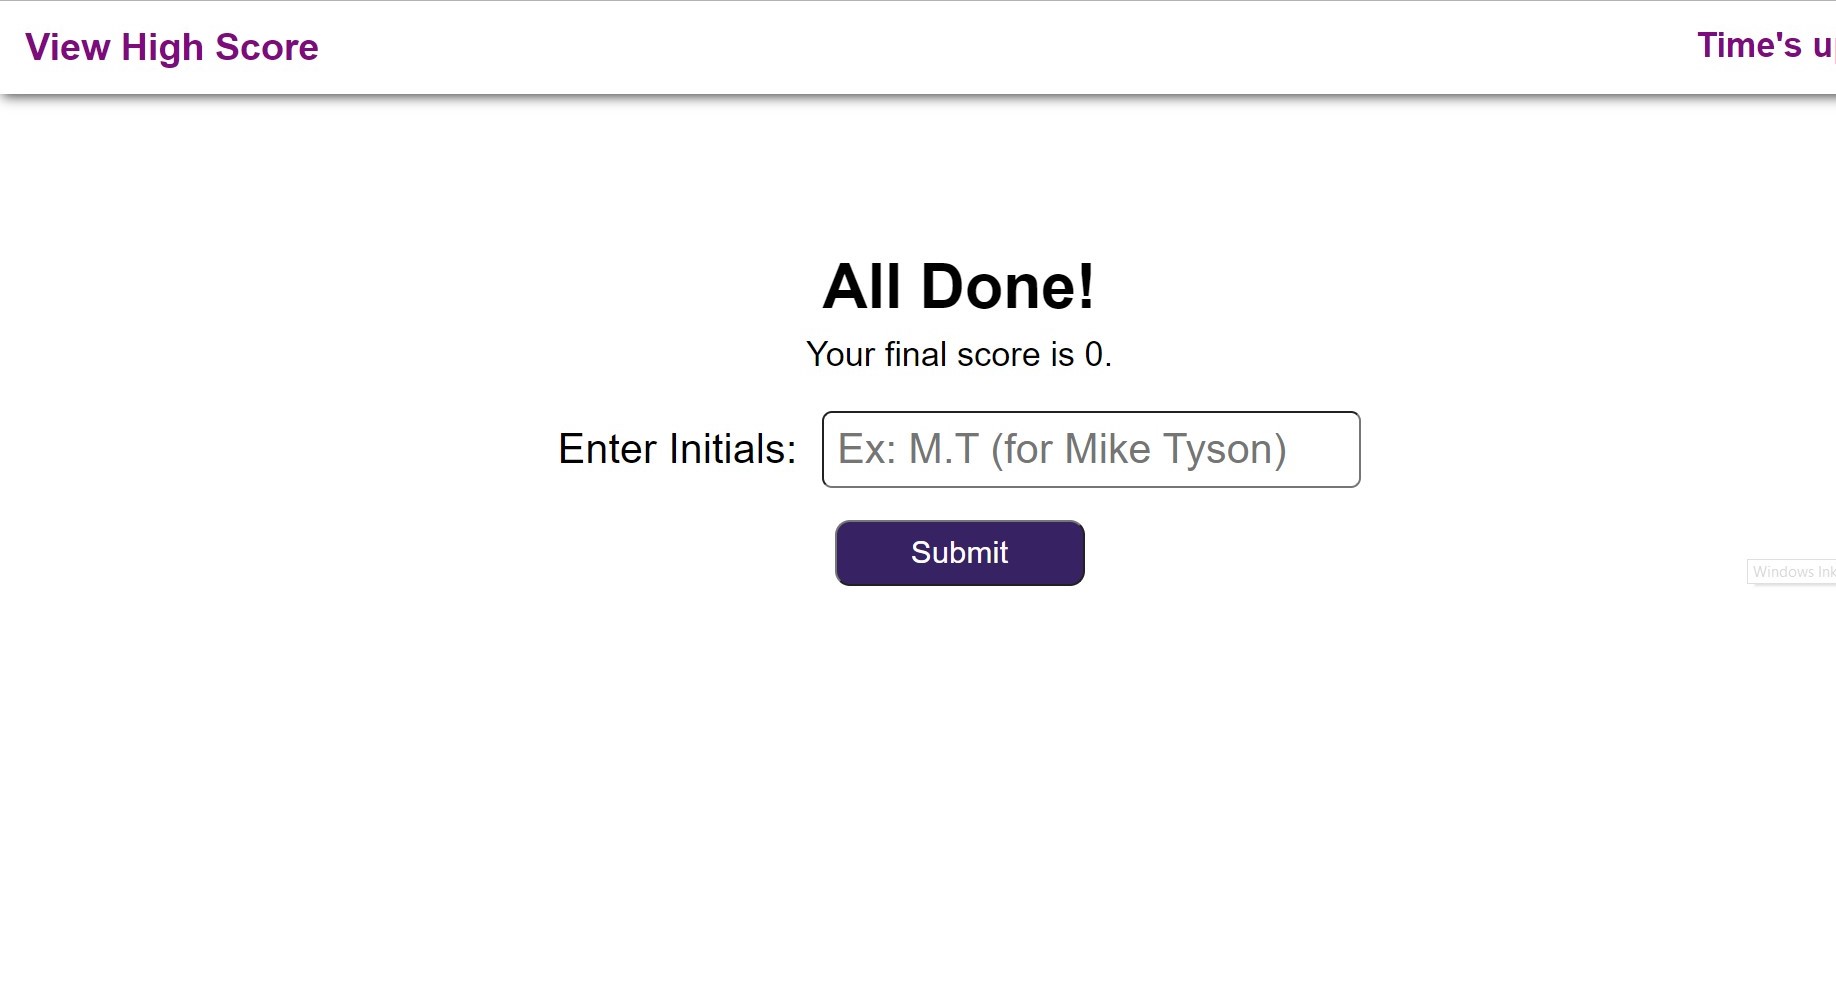 View High Score
Time's
All Done!
Your final score is 0.
Enter Initials:
Ex: M.T (for Mike Tyson)
Submit
Windows Ink